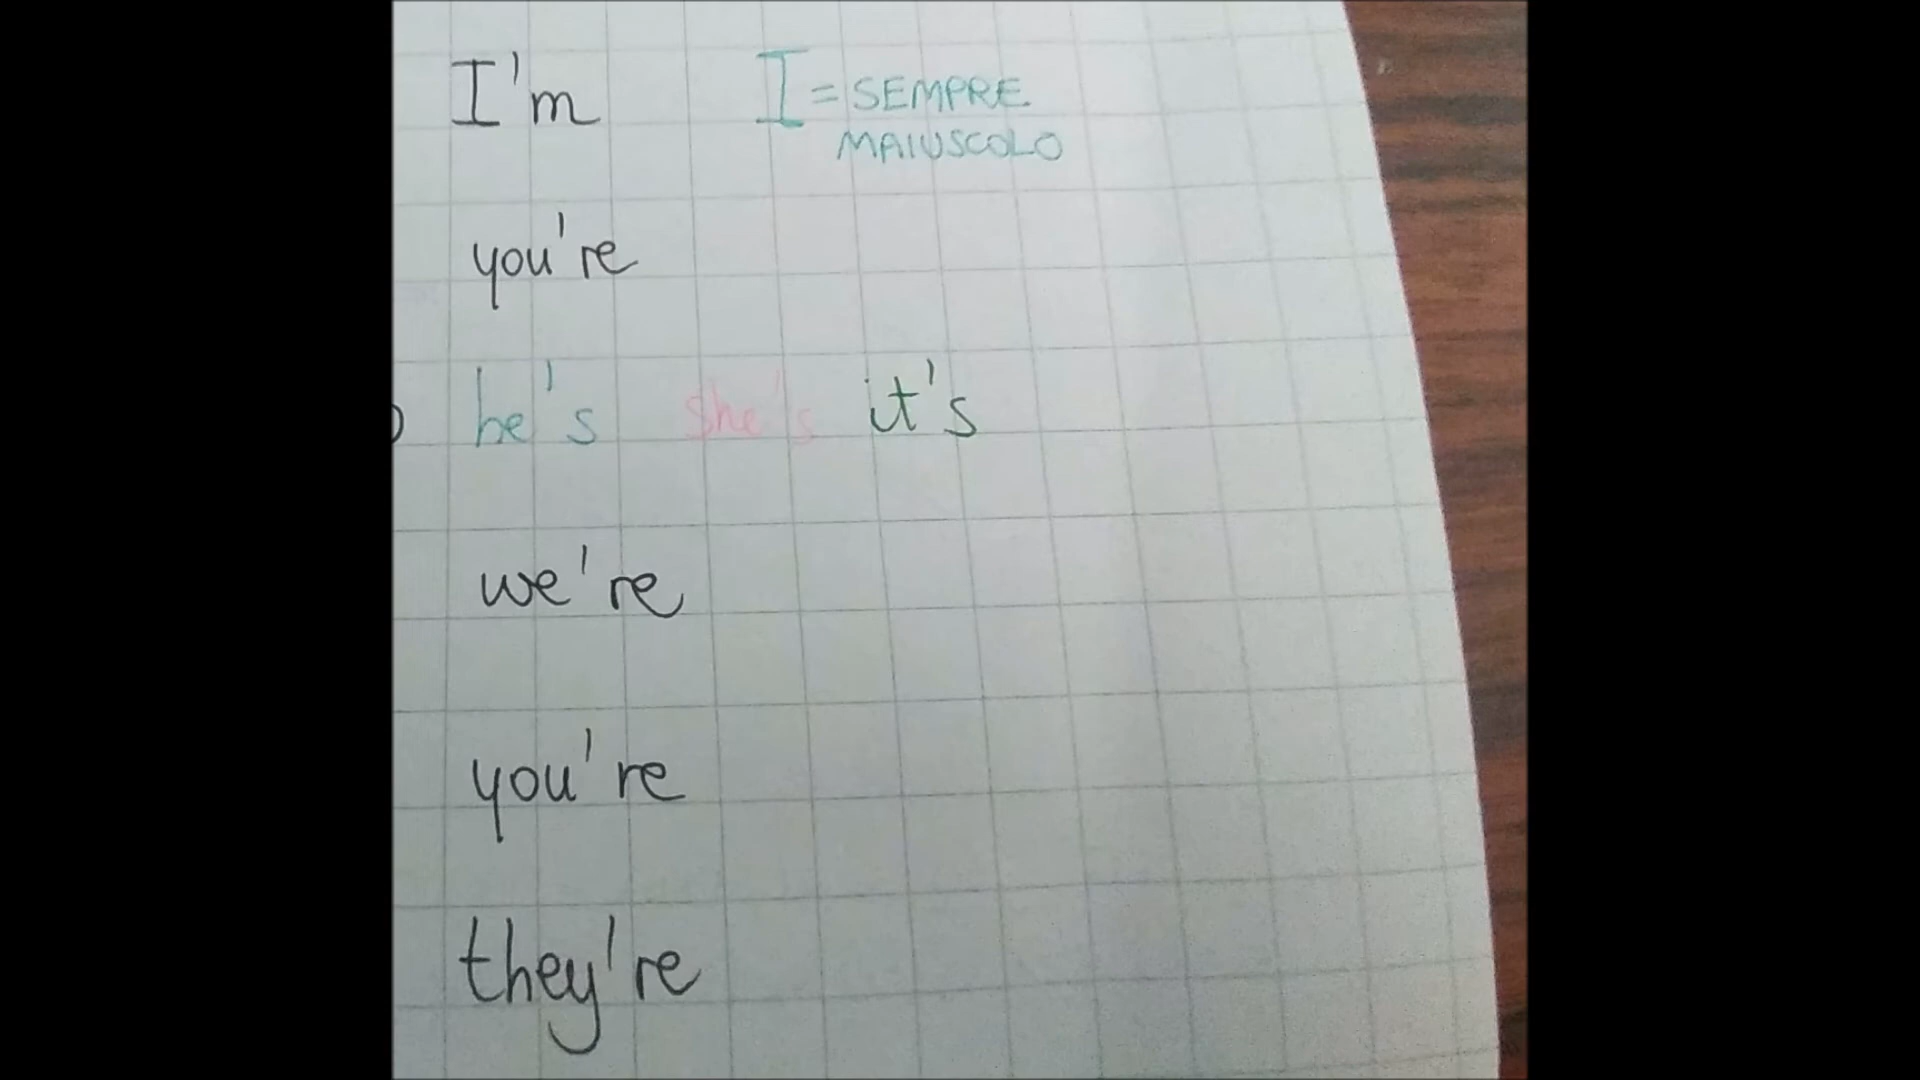 I'm I = SEMPRE
MAIUSCOLO
you're
he's she's it's
we're
you're
they're